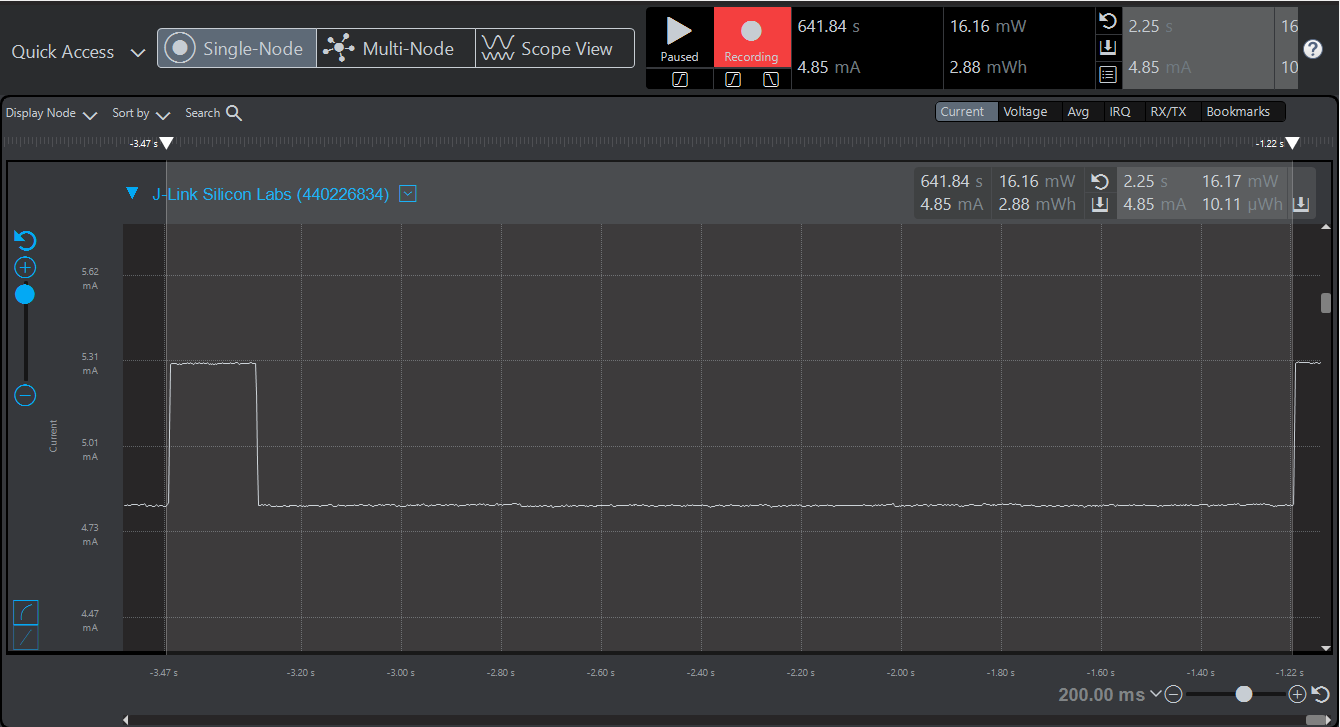 Quick Access Single-Node Multi-Node Scope View
Paused Recording
641.84 s 16.16 mW
4.85 mA 2.88 mWh
2.25 s 16
4.85 mA 10
?
Display Node Sort by Search
Current Voltage Avg IRQ RX/TX Bookmarks
-3.47 s -1.22 s
J-Link Silicon Labs (440226834)
641.84 s 16.16 mW 2.25 s 16.17 mW
4.85 mA 2.88 mWh 4.85 mA 10.11 µWh
5.62
mA
5.31
mA
Current
5.01
mA
4.73
mA
4.47
mA
-3.47 s -3.20 s -3.00 s -2.80 s -2.60 s -2.40 s -2.20 s -2.00 s -1.80 s -1.60 s -1.40 s -1.22 s
200.00 ms